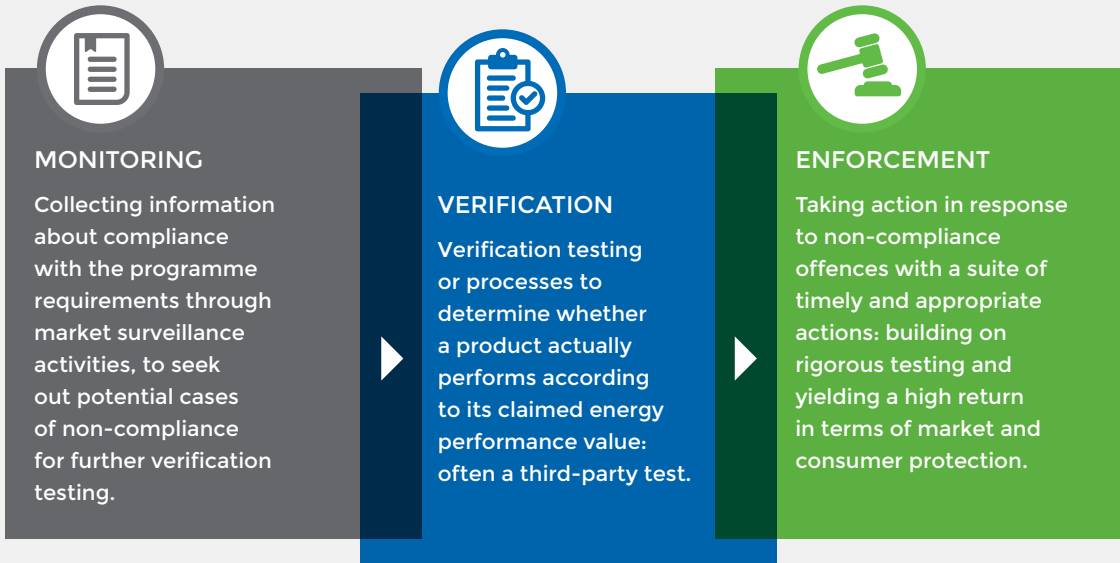 MONITORING
Collecting information
about compliance
with the programme
requirements through
market surveillance
activities, to seek
out potential cases
of non-compliance
for further verification
testing.
VERIFICATION
Verification testing
or processes to
determine whether
a product actually
performs according
to its claimed energy
performance value:
often a third-party test.
ENFORCEMENT
Taking action in response
to non-compliance
offences with a suite of
timely and appropriate
actions: building on
rigorous testing and
yielding a high return
in terms of market and
consumer protection.